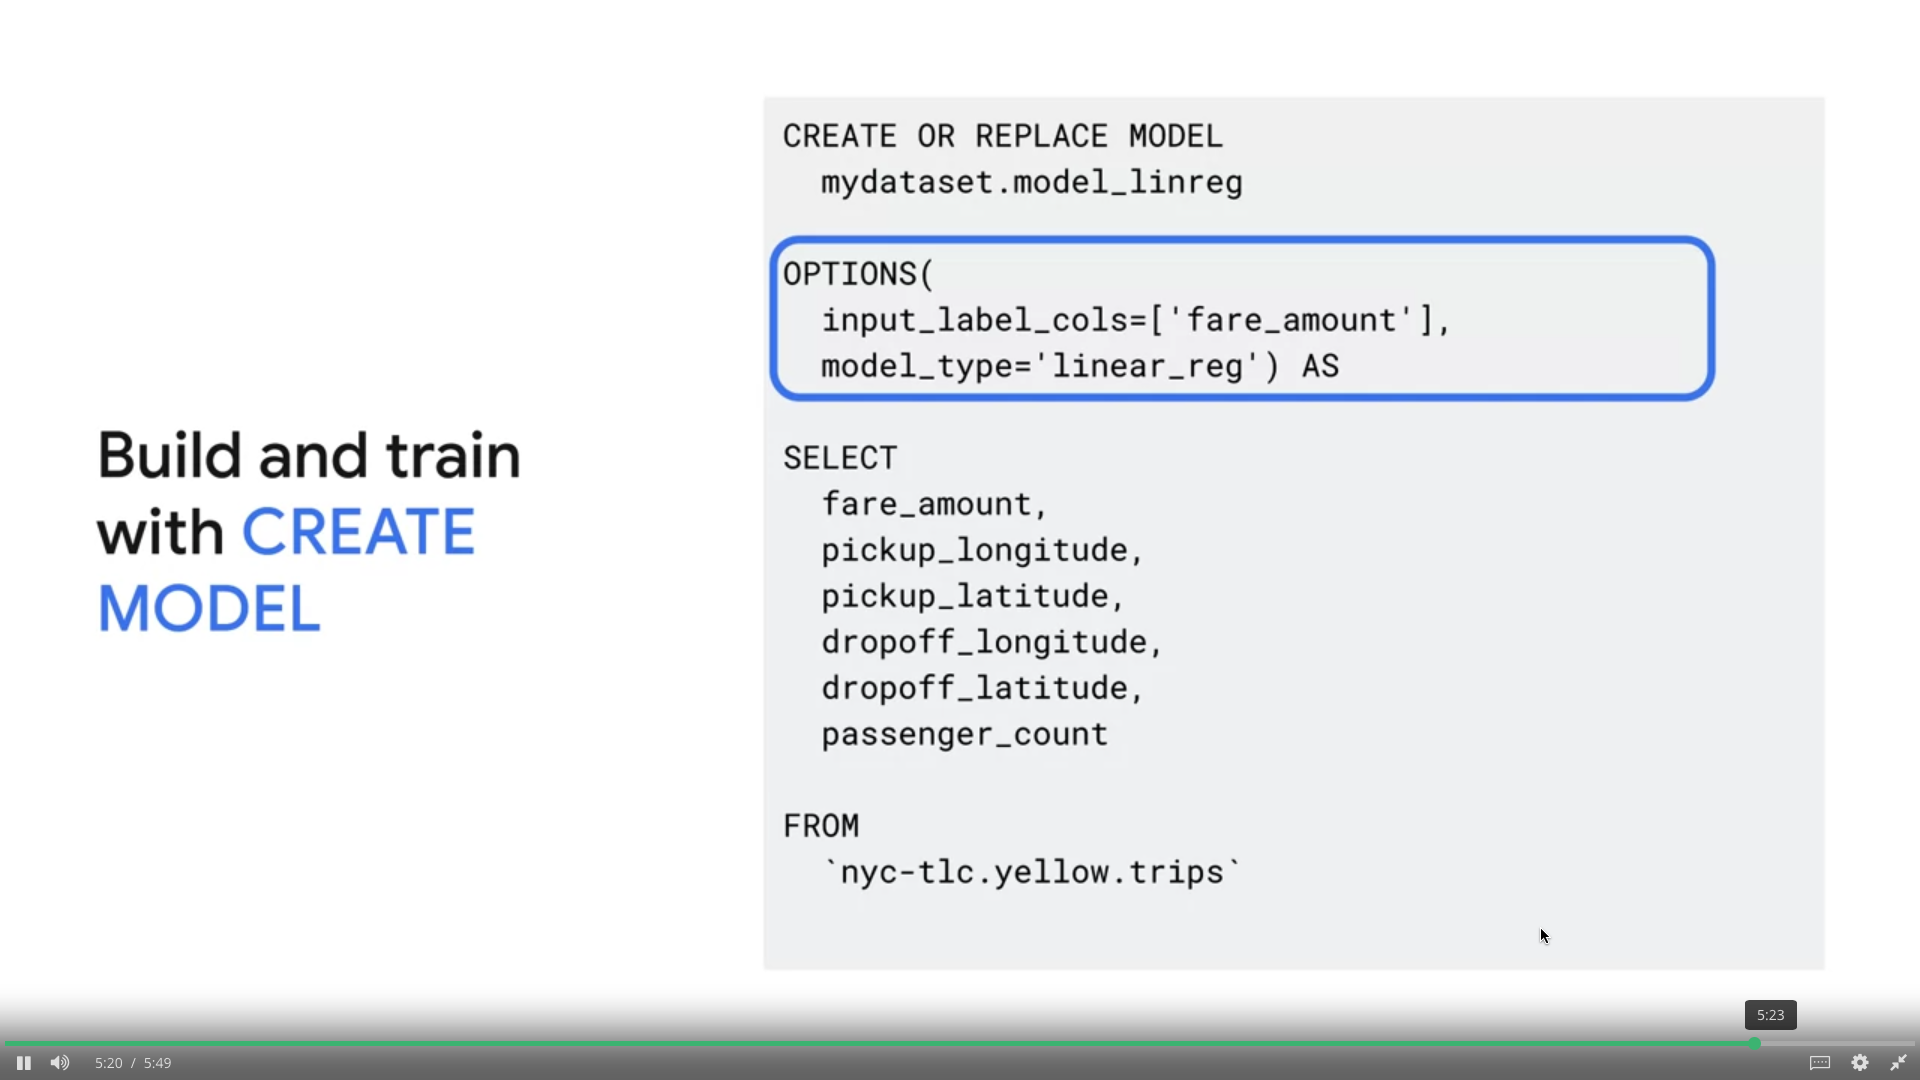 Build and train
with CREATE
MODEL
CREATE OR REPLACE MODEL
mydataset.model_linreg
OPTIONS(
input_label_cols=['fare_amount'],
model_type='linear_reg') AS
SELECT
fare_amount,
pickup_longitude,
pickup_latitude,
dropoff_longitude,
dropoff_latitude,
passenger_count
FROM
`nyc-tlc.yellow.trips`
5:23
5:20 / 5:49